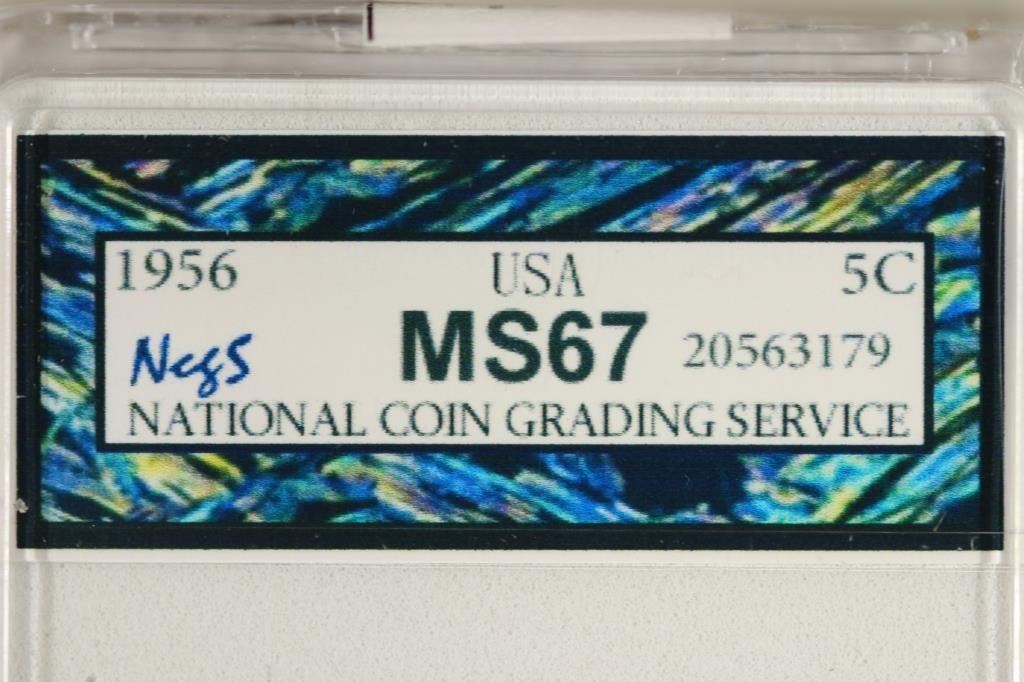 1956 USA 5C
NcgS MS67 20563179
NATIONAL COIN GRADING SERVICE